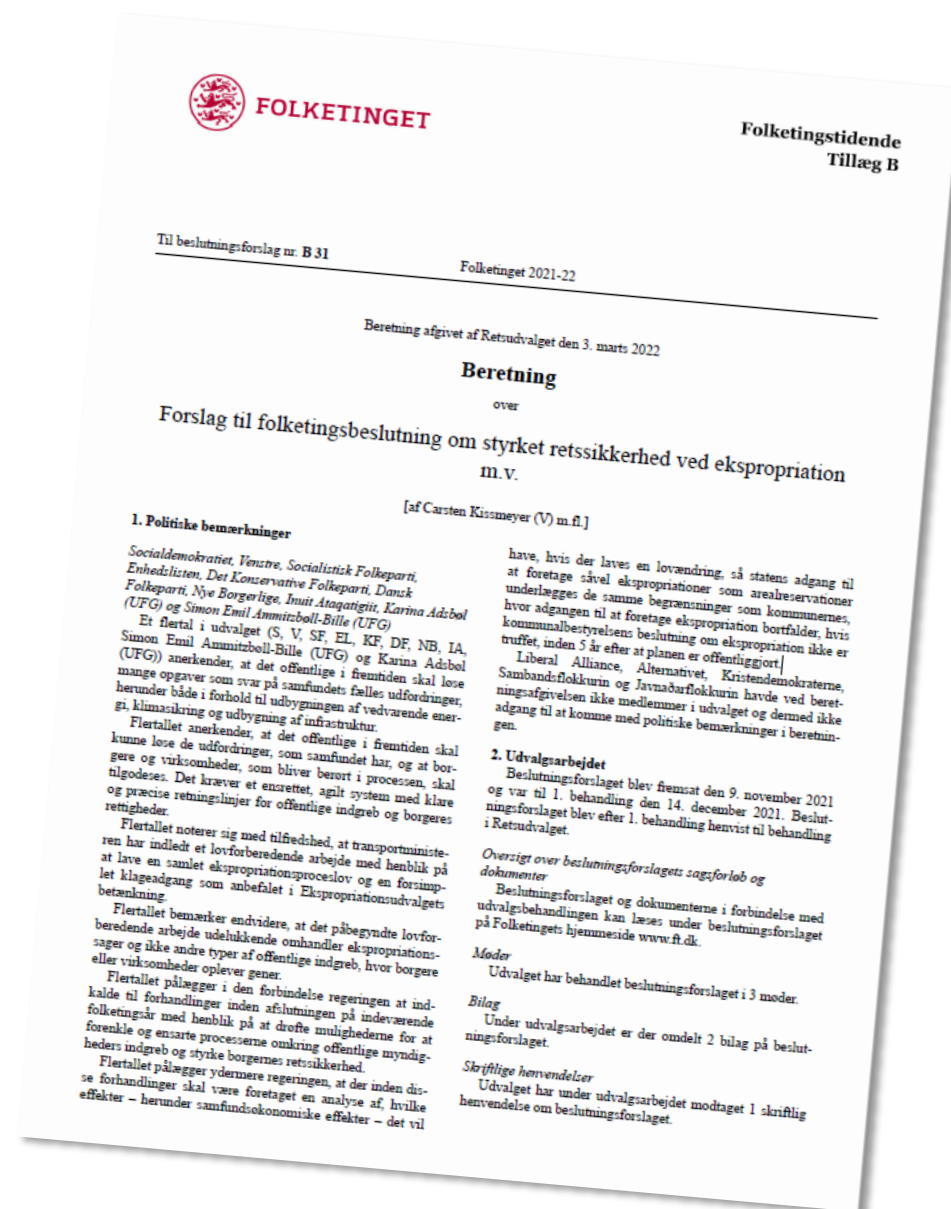 FOLKETINGET
Folketingstidende
Tillæg B
Til beslutningsforslag nr. B 31
Folketinget 2021-22
Beretning afgivet af Retsudvalget den 3. marts 2022
Beretning
over
Forslag til folketingsbeslutning om styrket retssikkerhed ved ekspropriation
m.v.
[af Carsten Kissmeyer (V) m.fl.]
1. Politiske bemærkninger
Socialdemokratiet, Venstre, Socialistisk Folkeparti,
Enhedslisten, Det Konservative Folkeparti, Dansk
Folkeparti, Nye Borgerlige, Inuit Ataqatigiit, Karina Adsbøl
(UFG) og Simon Emil Ammitzbøll-Bille (UFG)
Et flertal i udvalget (S, V, SF, EL, KF, DF, NB, IA,
Simon Emil Ammitzbøll-Bille (UFG) og Karina Adsbøl
(UFG)) anerkender, at det offentlige i fremtiden skal løse
mange opgaver som svar på samfundets fælles udfordringer,
herunder både i forhold til udbygningen af vedvarende ener-
gi, klimasikring og udbygning af infrastruktur.
Flertallet anerkender, at det offentlige i fremtiden skal
kunne løse de udfordringer, som samfundet har, og at bor-
gere og virksomheder, som bliver berørt i processen, skal
tilgodeses. Det kræver et ensrettet, agilt system med klare
og præcise retningslinjer for offentlige indgreb og borgeres
rettigheder.
Flertallet noterer sig med tilfredshed, at transportministe-
ren har indledt et lovforberedende arbejde med henblik på
at lave en samlet ekspropriationsproceslov og en forsimp-
let klageadgang som anbefalet i Ekspropriationsudvalgets
betænkning.
Flertallet bemærker endvidere, at det påbegyndte lovfor-
beredende arbejde udelukkende omhandler ekspropriations-
sager og ikke andre typer af offentlige indgreb, hvor borgere
eller virksomheder oplever gener.
Flertallet pålægger i den forbindelse regeringen at ind-
kalde til forhandlinger inden afslutningen på indeværende
folketingsår med henblik på at drøfte mulighederne for at
forenkle og ensarte processerne omkring offentlige myndig-
heders indgreb og styrke borgernes retssikkerhed.
Flertallet pålægger ydermere regeringen, at der inden dis-
se forhandlinger skal være foretaget en analyse af, hvilke
effekter – herunder samfundsøkonomiske effekter – det vil
have, hvis der laves en lovændring, så statens adgang til
at foretage såvel ekspropriationer som arealreservationer
underlægges de samme begrænsninger som kommunernes,
hvor adgangen til at foretage ekspropriation bortfalder, hvis
kommunalbestyrelsens beslutning om ekspropriation ikke er
truffet, inden 5 år efter at planen er offentliggjort.
Liberal Alliance, Alternativet, Kristendemokraterne,
Sambandsflokkurin og Javnaðarflokkurin havde ved beret-
ningsafgivelsen ikke medlemmer i udvalget og dermed ikke
adgang til at komme med politiske bemærkninger i beretnin-
gen.
2. Udvalgsarbejdet
Beslutningsforslaget blev fremsat den 9. november 2021
og var til 1. behandling den 14. december 2021. Beslut-
ningsforslaget blev efter 1. behandling henvist til behandling
i Retsudvalget.
Oversigt over beslutningsforslagets sagsforløb og
dokumenter
Beslutningsforslaget og dokumenterne i forbindelse med
udvalgsbehandlingen kan læses under beslutningsforslaget
på Folketingets hjemmeside www.ft.dk.
Møder
Udvalget har behandlet beslutningsforslaget i 3 møder.
Bilag
Under udvalgsarbejdet er der omdelt 2 bilag på beslut-
ningsforslaget.
Skriftlige henvendelser
Udvalget har under udvalgsarbejdet modtaget 1 skriftlig
henvendelse om beslutningsforslaget.